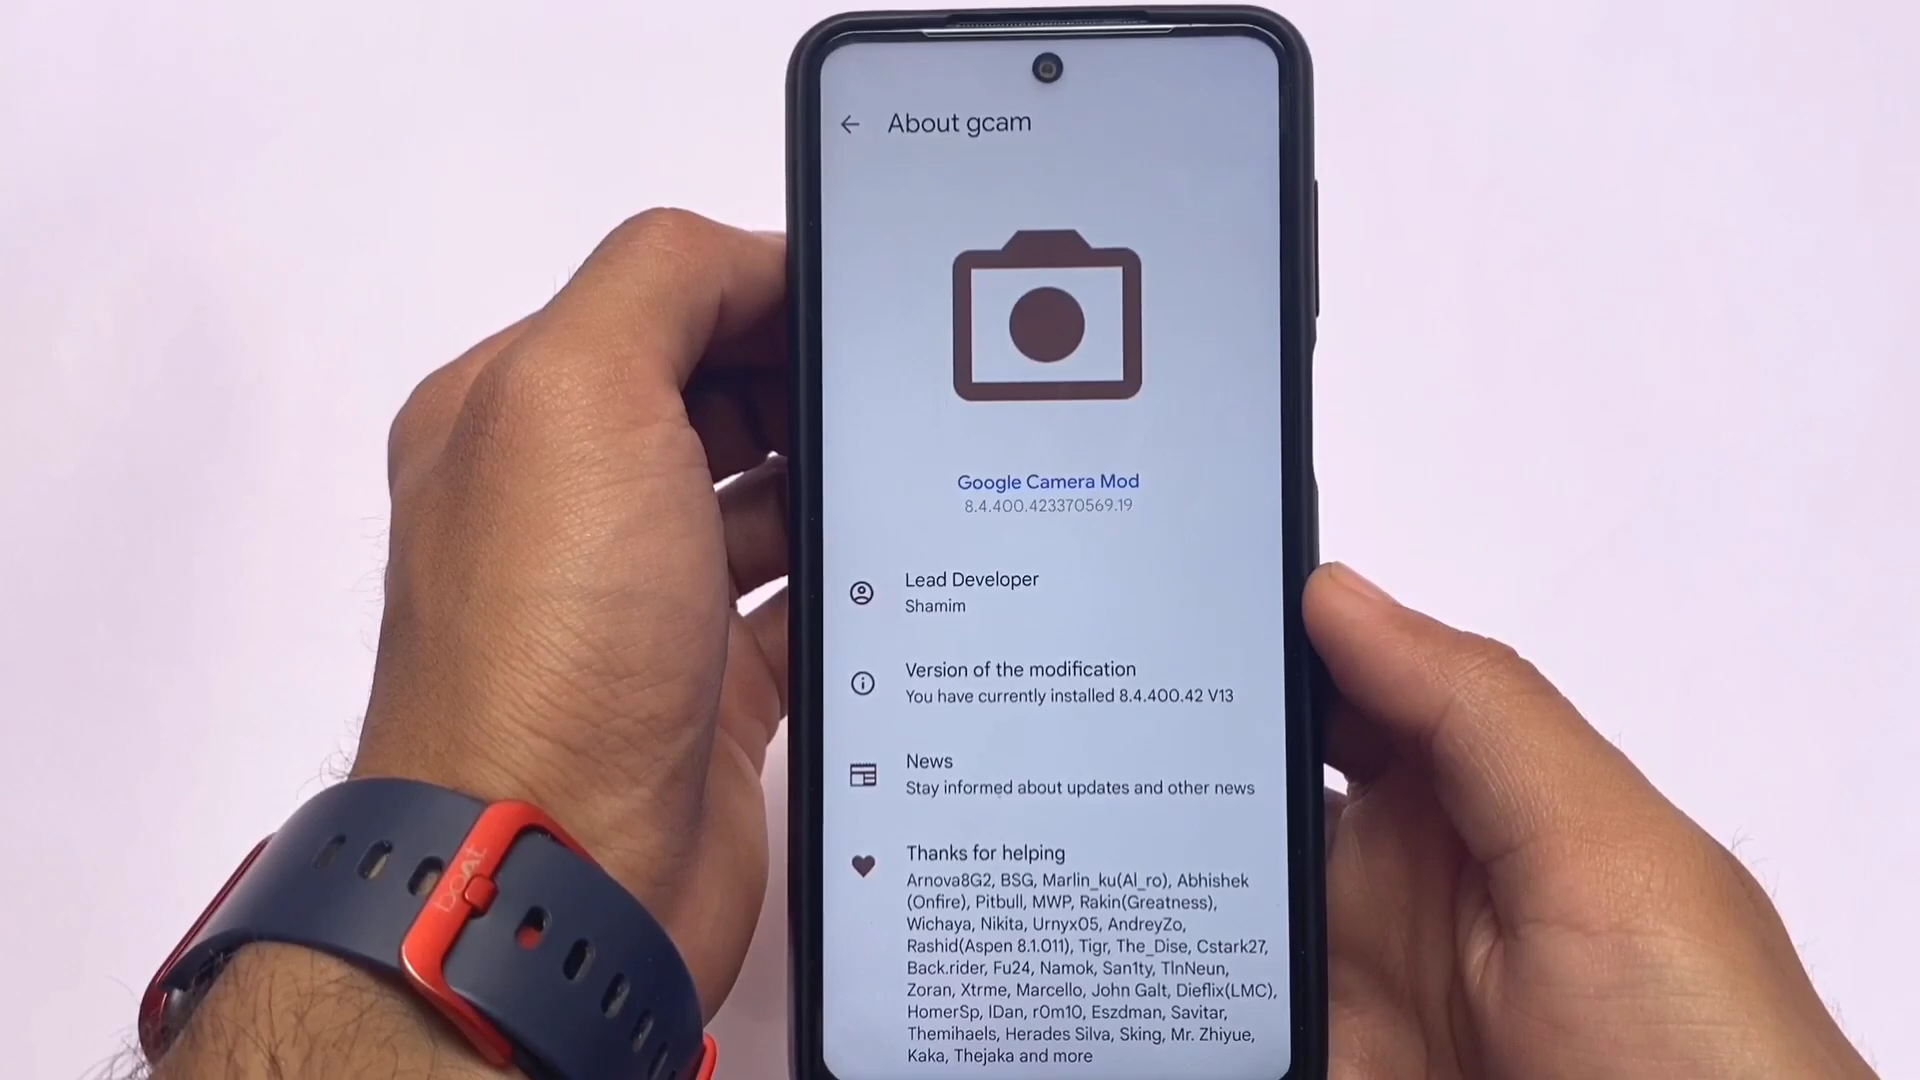 About gcam
Google Camera Mod
8.4.400.423370569.19
Lead Developer
Shamim
Version of the modification
You have currently installed 8.4.400.42 V13
News
Stay informed about updates and other news
Thanks for helping
Arnova8G2, BSG, Marlin_ku(Al_ro), Abhishek
(Onfire), Pitbull, MWP, Rakin(Greatness),
Wichaya, Nikita, Urnyx05, AndreyZo,
Rashid(Aspen 8.1.011), Tigr, The_Dise, Cstark27,
Back.rider, Fu24, Namok, San1ty, TlnNeun,
Zoran, Xtrme, Marcello, John Galt, Dieflix(LMC),
HomerSp, IDan, r0m10, Eszdman, Savitar,
Themihaels, Herades Silva, Sking, Mr. Zhiyue,
Kaka, Thejaka and more
boAt